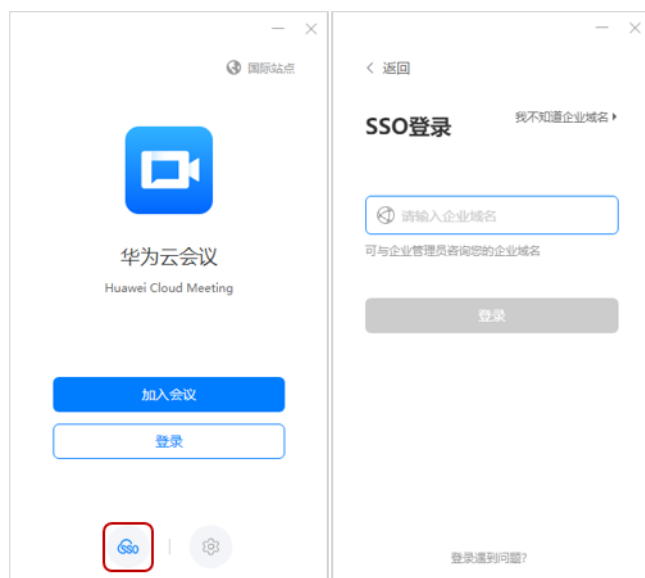 国际站点
华为云会议
Huawei Cloud Meeting
加入会议
登录
SSO
返回
SSO登录
我不知道企业域名
请输入企业域名
可与企业管理员咨询您的企业域名
登录
登录遇到问题?